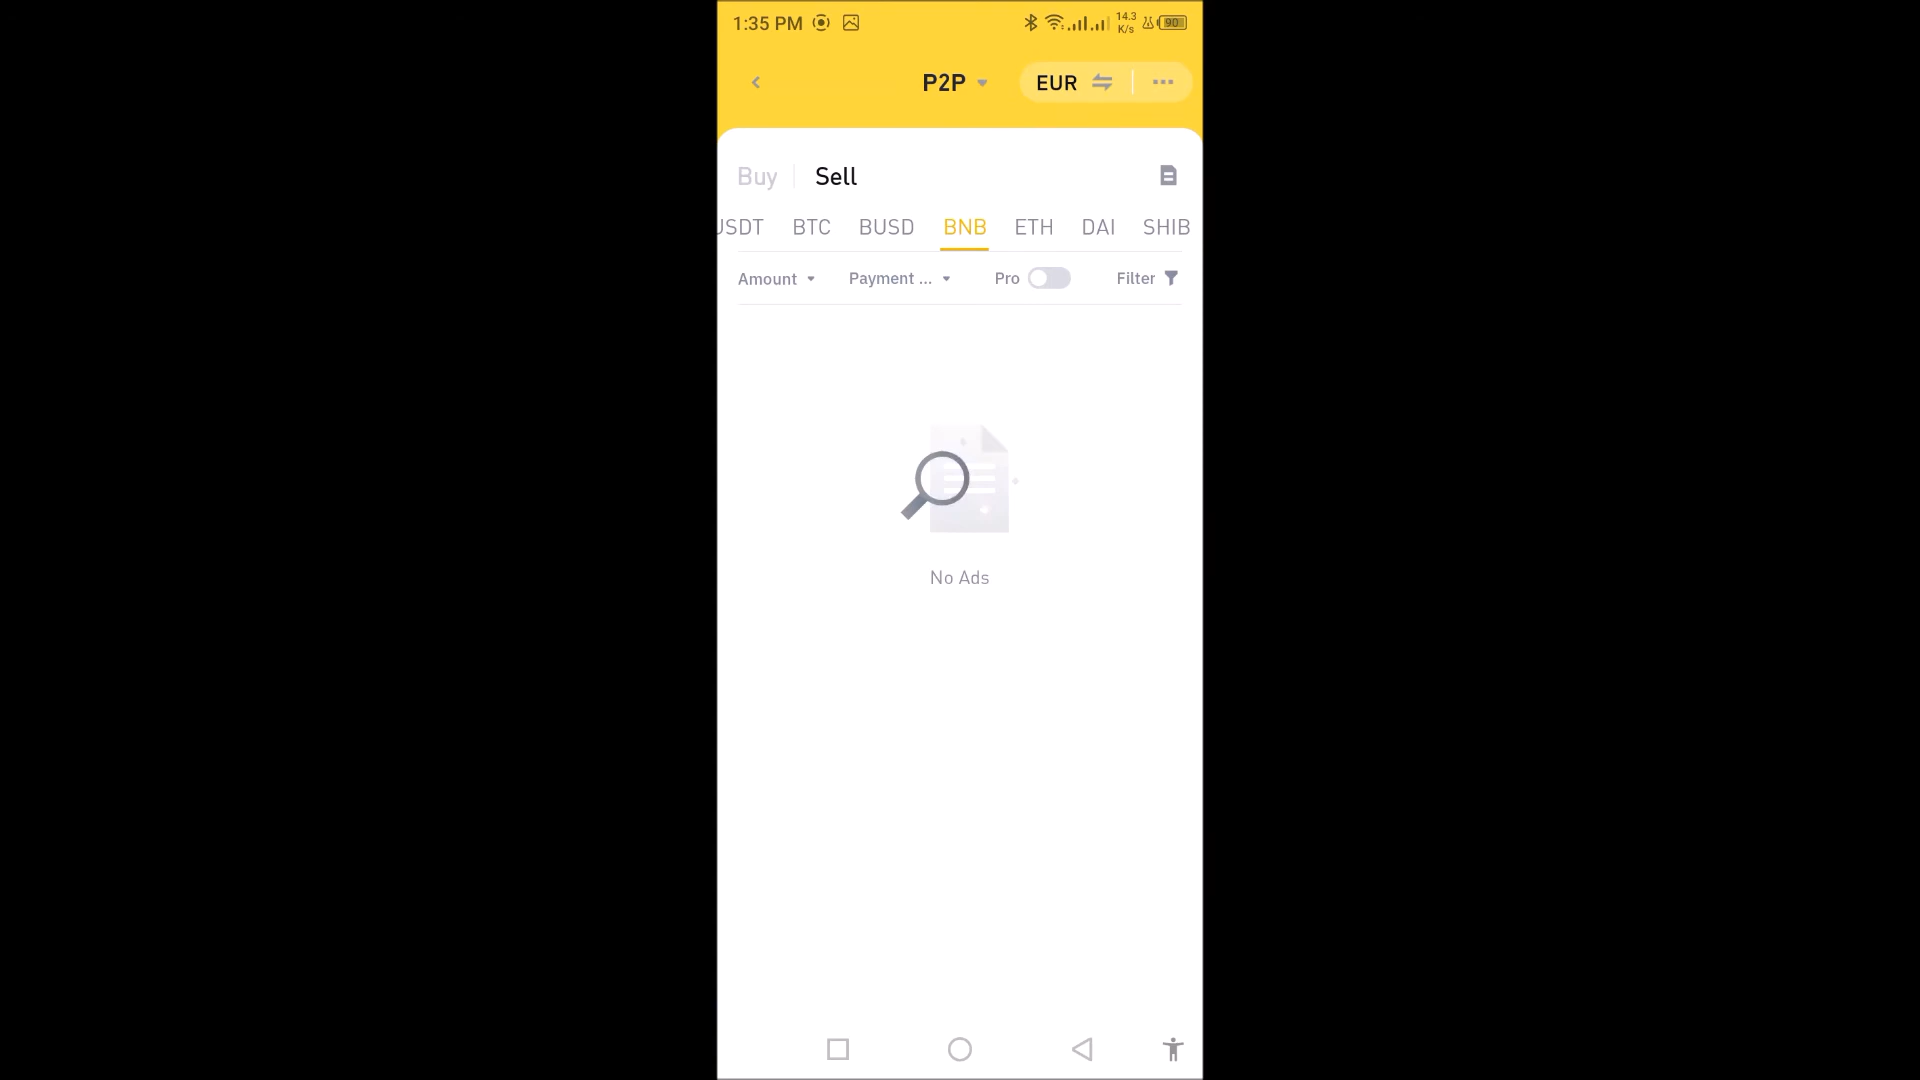 1:35 PM
14.3
K/s
90
P2P
EUR
Buy
Sell
USDT BTC BUSD BNB ETH DAI SHIB
Amount Payment ... Pro Filter
No Ads